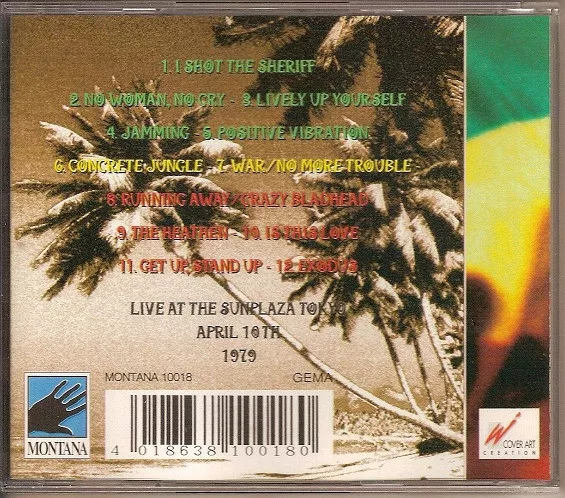 1. I SHOT THE SHERIFF
2. NO WOMAN, NO CRY - 3. LIVELY UP YOURSELF
4. JAMMING - 5. POSITIVE VIBRATION
6. CONCRETE JUNGLE - 7. WAR/NO MORE TROUBLE
8. RUNNING AWAY/CRAZY BLADHEAD
9. THE HEATHEN - 10. IS THIS LOVE
11. GET UP, STAND UP - 12. EXODUS
LIVE AT THE SUNPLAZA TOKYO
APRIL 10TH
1979
MONTANA 10018 GEMA
4 018638 100180
MONTANA
COVER ART
CREATION